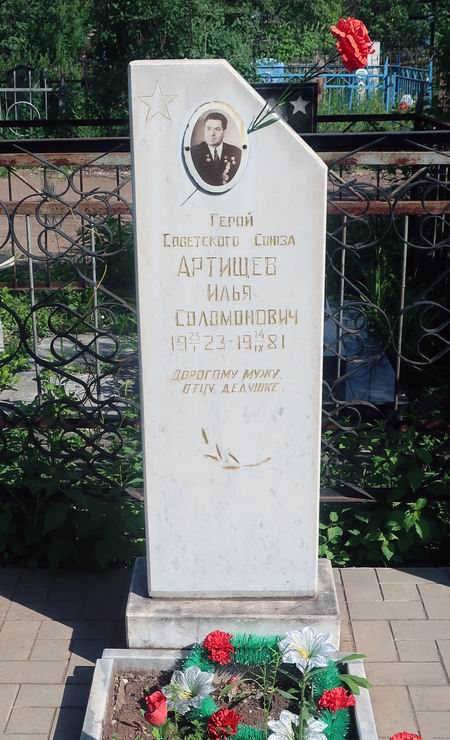 Герой
Советского Союза
АРТИЩЕВ
ИЛЬЯ
СОЛОМОНОВИЧ
19 25/I 23-19 14/IX 81
ДОРОГОМУ МУЖУ,
ОТЦУ, ДЕДУШКЕ.